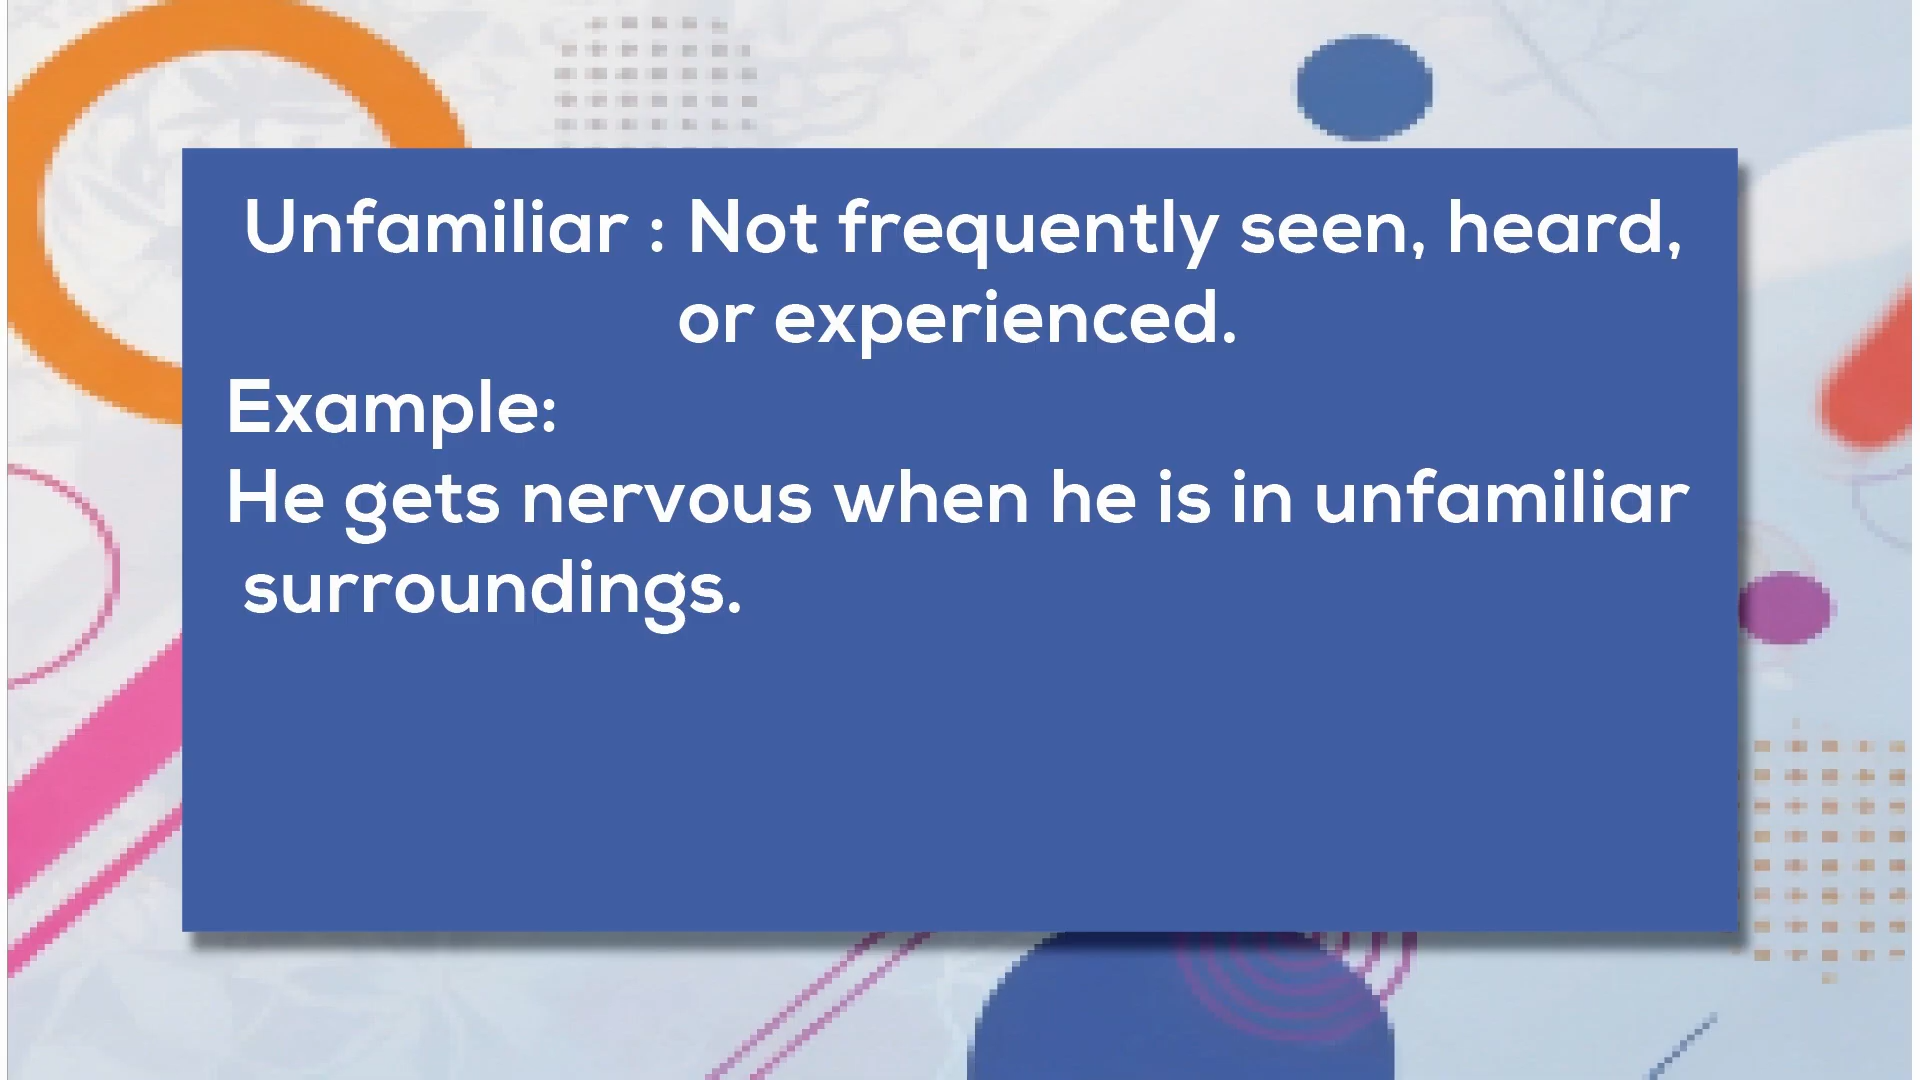 Unfamiliar : Not frequently seen, heard,
or experienced.
Example:
He gets nervous when he is in unfamiliar
surroundings.